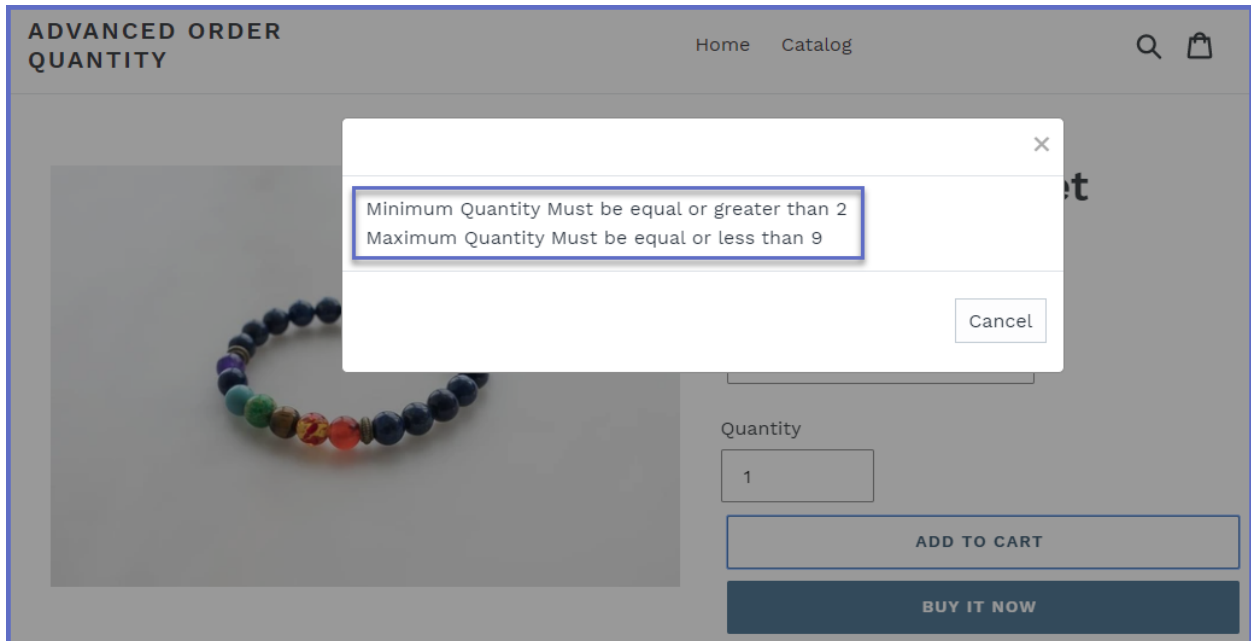 ADVANCED ORDER
QUANTITY
Home Catalog
Minimum Quantity Must be equal or greater than 2
Maximum Quantity Must be equal or less than 9
Cancel
Quantity
1
ADD TO CART
BUY IT NOW